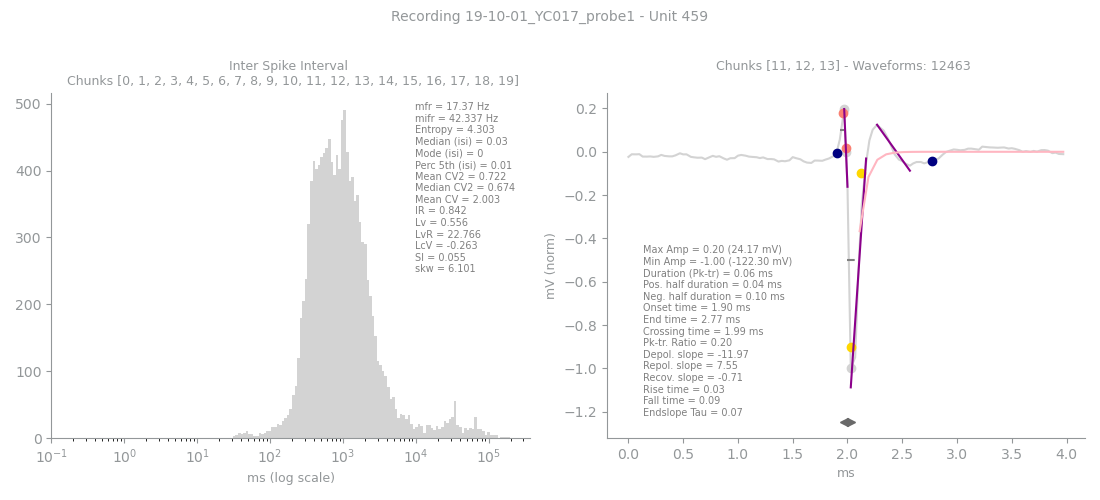 Recording 19-10-01_YC017_probe1 - Unit 459
Inter Spike Interval
Chunks [0, 1, 2, 3, 4, 5, 6, 7, 8, 9, 10, 11, 12, 13, 14, 15, 16, 17, 18, 19]
500
400
300
200
100
0
mfr = 17.37 Hz
mifr = 42.337 Hz
Entropy = 4.303
Median (isi) = 0.03
Mode (isi) = 0
Perc 5th (isi) = 0.01
Mean CV2 = 0.722
Median CV2 = 0.674
Mean CV = 2.003
IR = 0.842
Lv = 0.556
LvR = 22.766
LcV = -0.263
SI = 0.055
skw = 6.101
10⁻¹ 10⁰ 10¹ 10² 10³ 10⁴ 10⁵
ms (log scale)
Chunks [11, 12, 13] - Waveforms: 12463
mV (norm)
0.2
0.0
−0.2
−0.4
−0.6
−0.8
−1.0
−1.2
Max Amp = 0.20 (24.17 mV)
Min Amp = -1.00 (-122.30 mV)
Duration (Pk-tr) = 0.06 ms
Pos. half duration = 0.04 ms
Neg. half duration = 0.10 ms
Onset time = 1.90 ms
End time = 2.77 ms
Crossing time = 1.99 ms
Pk-tr. Ratio = 0.20
Depol. slope = -11.97
Repol. slope = 7.55
Recov. slope = -0.71
Rise time = 0.03
Fall time = 0.09
Endslope Tau = 0.07
0.0 0.5 1.0 1.5 2.0 2.5 3.0 3.5 4.0
ms